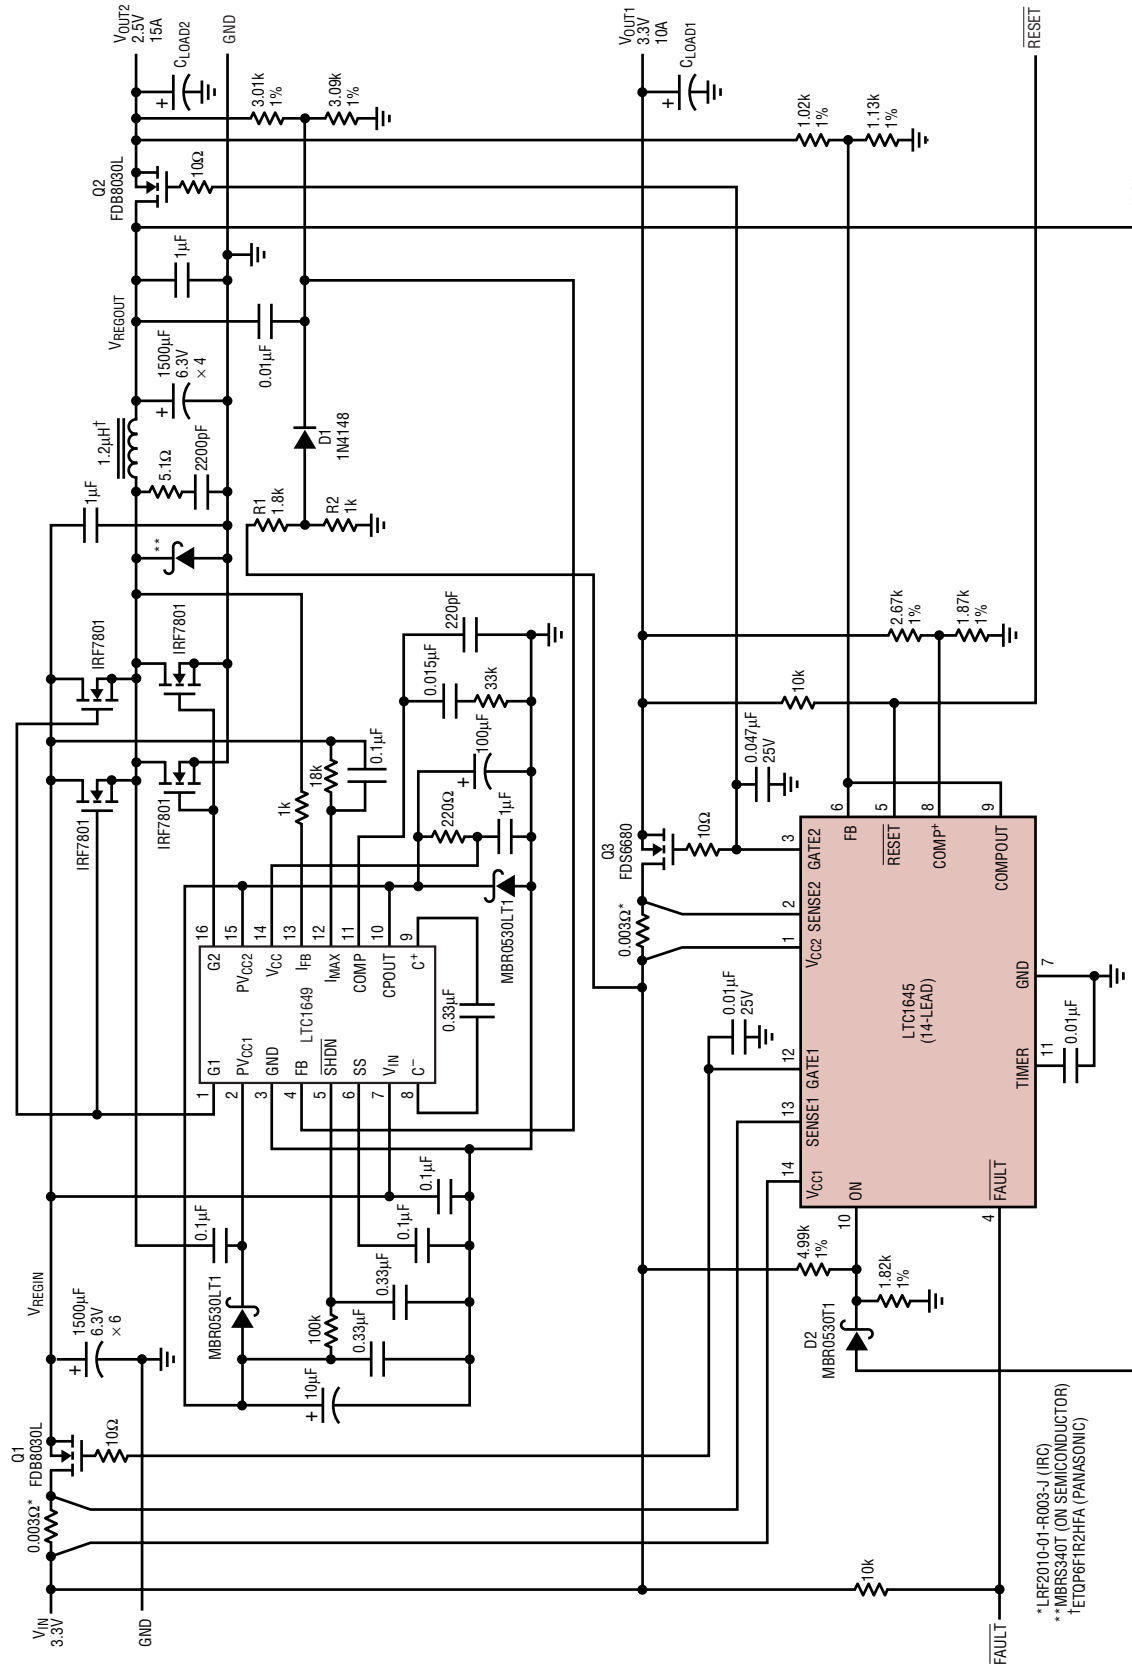 VIN
3.3V
GND
0.003Ω*
Q1
FDB8030L
10Ω
+
1500µF
6.3V
× 6
VREGIN
+
10µF
100k
0.33µF
0.33µF
MBR0530LT1
0.1µF
0.1µF
0.1µF
1
G1
2
PVCC1
3
GND
4
FB
5
SHDN
6
SS
7
VIN
8
C–
LTC1649
16
G2
15
PVCC2
14
VCC
13
IFB
12
IMAX
11
COMP
10
CPOUT
9
C+
0.33µF
MBR0530LT1
IRF7801
IRF7801
IRF7801
IRF7801
1k
18k
0.1µF
220Ω
1µF
+
100µF
0.015µF
33k
220pF
**
1µF
5.1Ω
2200pF
1.2µH†
+
1500µF
6.3V
× 4
R1
1.8k
R2
1k
D1
1N4148
0.01µF
VREGOUT
1µF
Q2
FDB8030L
10Ω
3.01k
1%
3.09k
1%
+
CLOAD2
VOUT2
2.5V
15A
GND
0.003Ω*
Q3
FDS6680
10Ω
0.047µF
25V
0.01µF
25V
10k
2.67k
1%
1.87k
1%
1.02k
1%
1.13k
1%
+
CLOAD1
VOUT1
3.3V
10A
RESET
14
VCC1
13
SENSE1
12
GATE1
1
VCC2
2
SENSE2
3
GATE2
10
ON
4
FAULT
LTC1645
(14-LEAD)
TIMER
11
GND
7
6
FB
5
RESET
8
COMP+
9
COMPOUT
0.01µF
4.99k
1%
1.82k
1%
D2
MBR0530T1
10k
FAULT
*LRF2010-01-R003-J (IRC)
**MBRS340T (ON SEMICONDUCTOR)
†ETQP6F1R2HFA (PANASONIC)